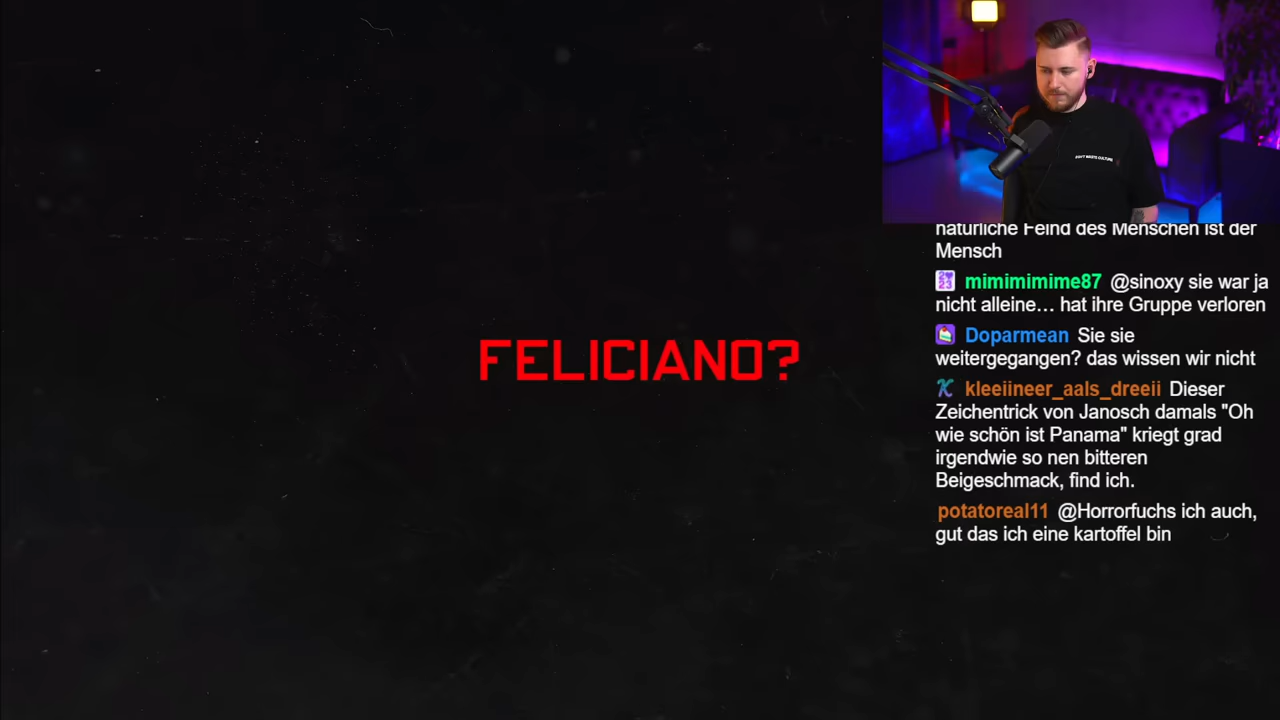 FELICIANO?
DON'T WASTE CULTURE
natürliche Feind des Menschen ist der
Mensch
mimimimime87 @sinoxy sie war ja
nicht alleine… hat ihre Gruppe verloren
Doparmean Sie sie
weitergegangen? das wissen wir nicht
kleeiineer_aals_dreeii Dieser
Zeichentrick von Janosch damals "Oh
wie schön ist Panama" kriegt grad
irgendwie so nen bitteren
Beigeschmack, find ich.
potatoreal11 @Horrorfuchs ich auch,
gut das ich eine kartoffel bin